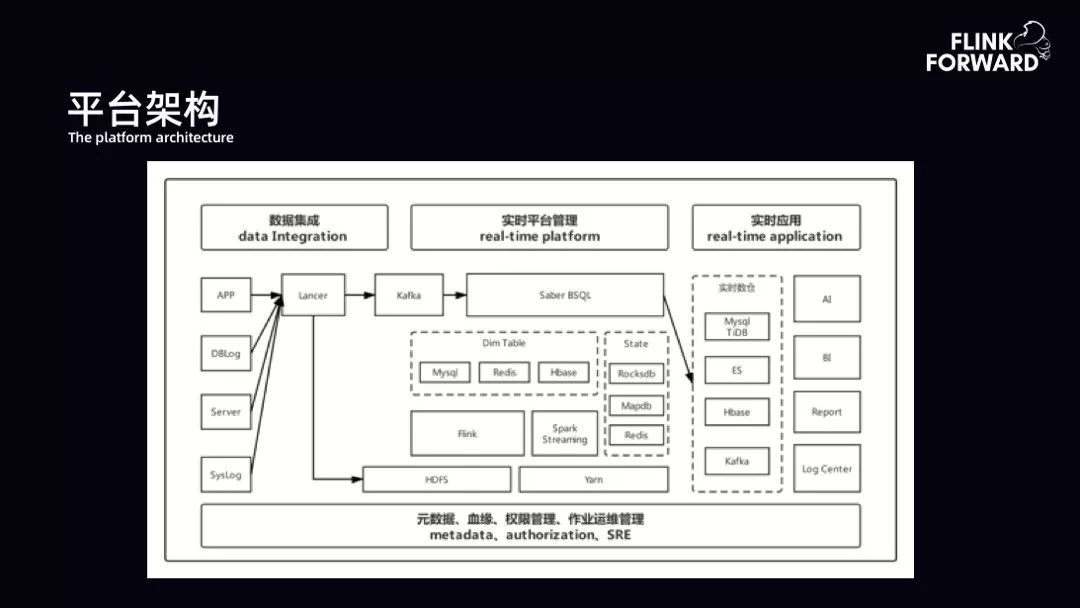 FLINK
FORWARD
平台架构
The platform architecture
数据集成
data Integration
实时平台管理
real-time platform
实时应用
real-time application
APP
DBLog
Server
SysLog
Lancer
Kafka
Saber BSQL
Dim Table
Mysql
Redis
Hbase
State
Rocksdb
Mapdb
Redis
Flink
Spark
Streaming
HDFS
Yarn
实时数仓
Mysql
TiDB
ES
Hbase
Kafka
AI
BI
Report
Log Center
元数据、血缘、权限管理、作业运维管理
metadata、authorization、SRE